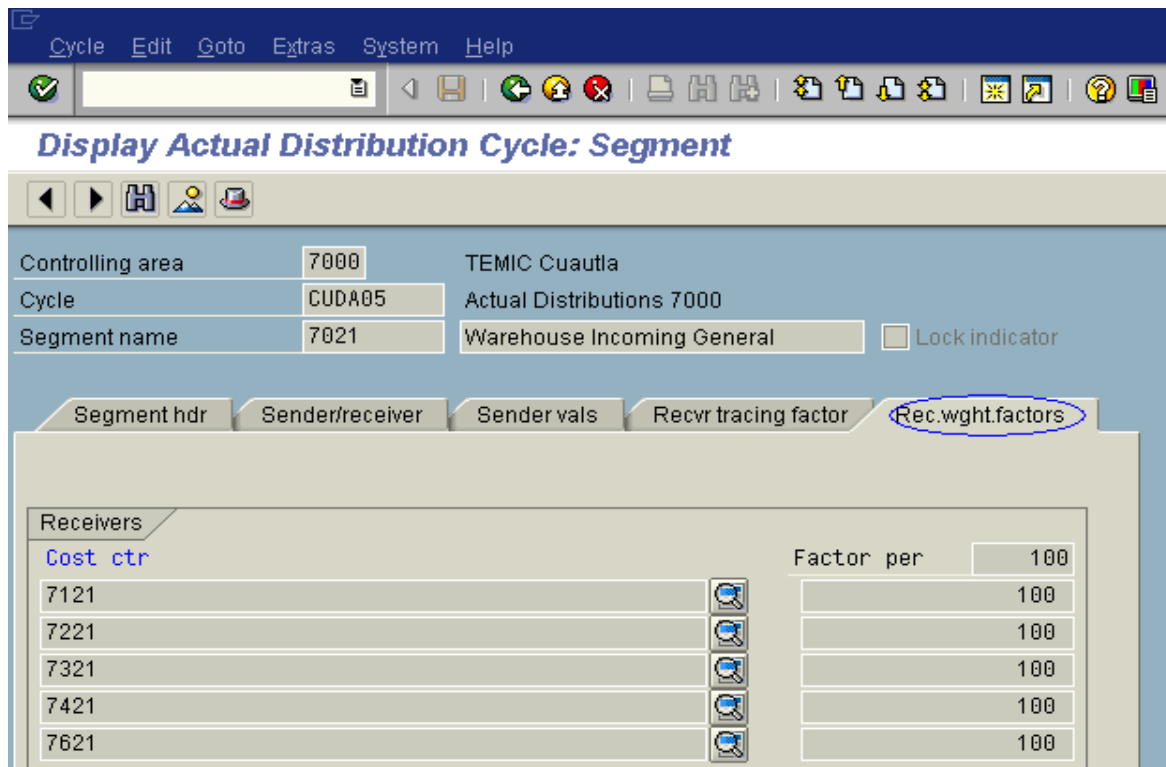 Cycle Edit Goto Extras System Help
Display Actual Distribution Cycle: Segment
Controlling area 7000 TEMIC Cuautla
Cycle CUDA05 Actual Distributions 7000
Segment name 7021 Warehouse Incoming General Lock indicator
Segment hdr Sender/receiver Sender vals Recvr tracing factor Rec.wght.factors
Receivers
Cost ctr Factor per 100
7121 100
7221 100
7321 100
7421 100
7621 100